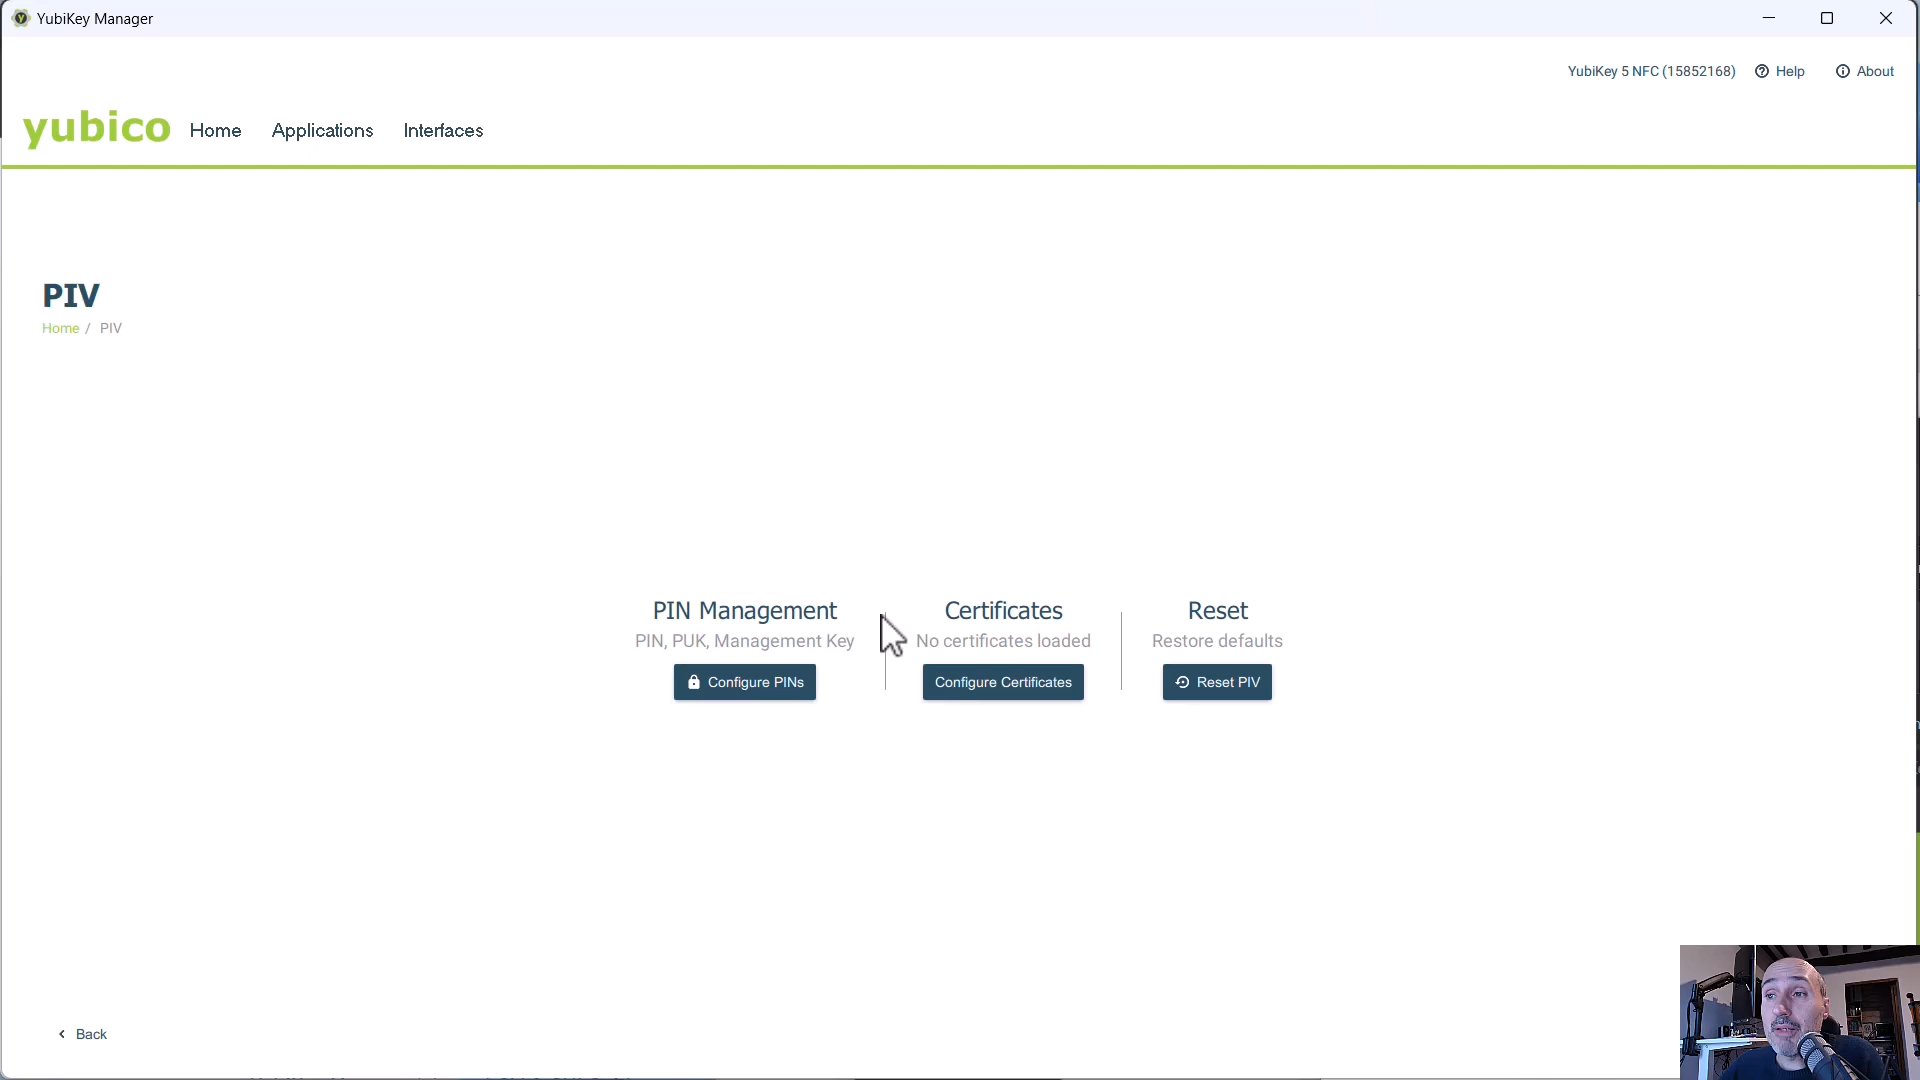 YubiKey Manager
YubiKey 5 NFC (15852168) Help About
yubico Home Applications Interfaces
PIV
Home / PIV
PIN Management
PIN, PUK, Management Key
Configure PINs
Certificates
No certificates loaded
Configure Certificates
Reset
Restore defaults
Reset PIV
Back